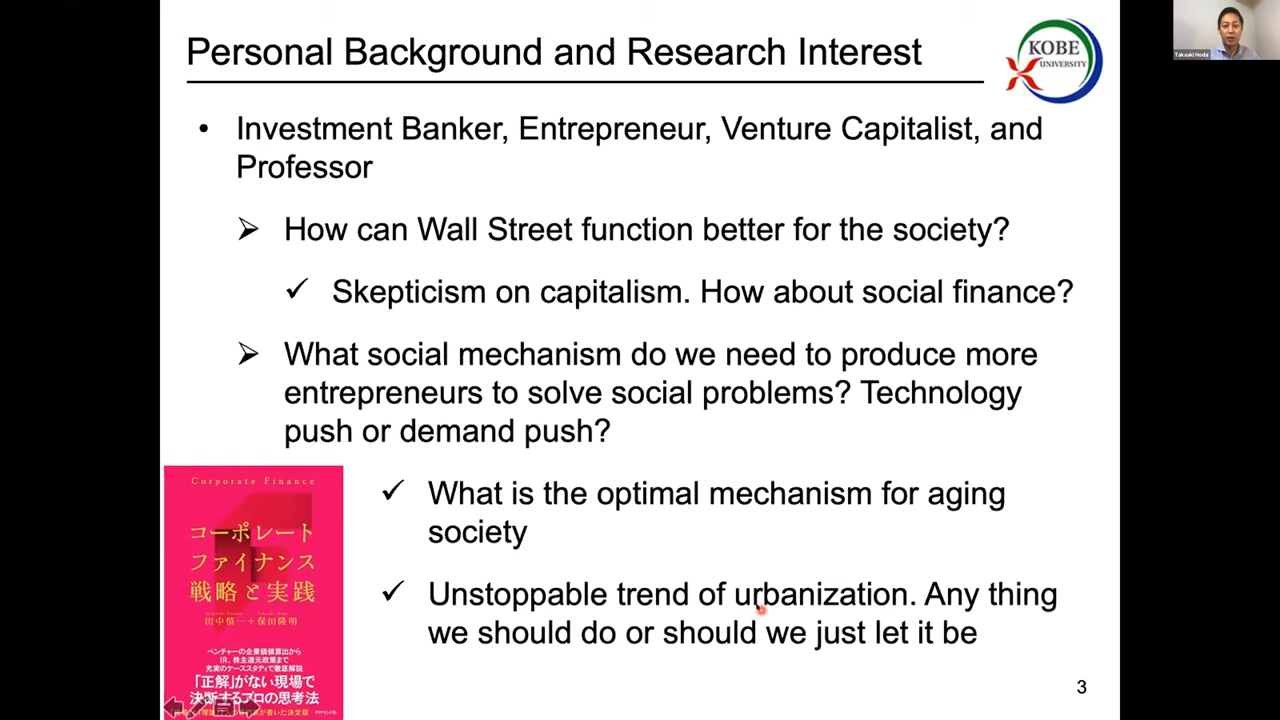 Personal Background and Research Interest
KOBE
UNIVERSITY
Takaaki Hoda
• Investment Banker, Entrepreneur, Venture Capitalist, and
Professor
➢ How can Wall Street function better for the society?
✓ Skepticism on capitalism. How about social finance?
➢ What social mechanism do we need to produce more
entrepreneurs to solve social problems? Technology
push or demand push?
✓ What is the optimal mechanism for aging
society
✓ Unstoppable trend of urbanization. Any thing
we should do or should we just let it be
Corporate Finance
コーポレート
ファイナンス
戦略と実践
田中慎一+保田隆明
ベンチャーの企業価値算出から
IR、株主還元政策まで
充実のケーススタディで徹底解説
「正解」がない現場で
決断するプロの思考法
3